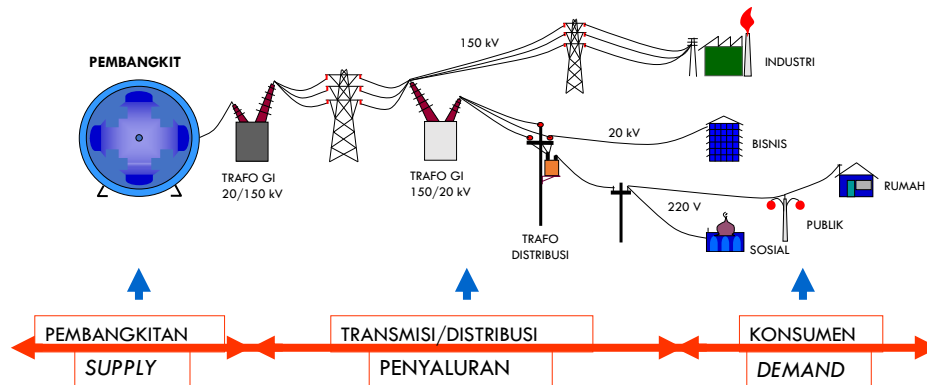 PEMBANGKIT
150 kV
INDUSTRI
TRAFO GI
20/150 kV
TRAFO GI
150/20 kV
20 kV
BISNIS
TRAFO
DISTRIBUSI
220 V
SOSIAL
PUBLIK
RUMAH
PEMBANGKITAN
TRANSMISI/DISTRIBUSI
KONSUMEN
SUPPLY
PENYALURAN
DEMAND